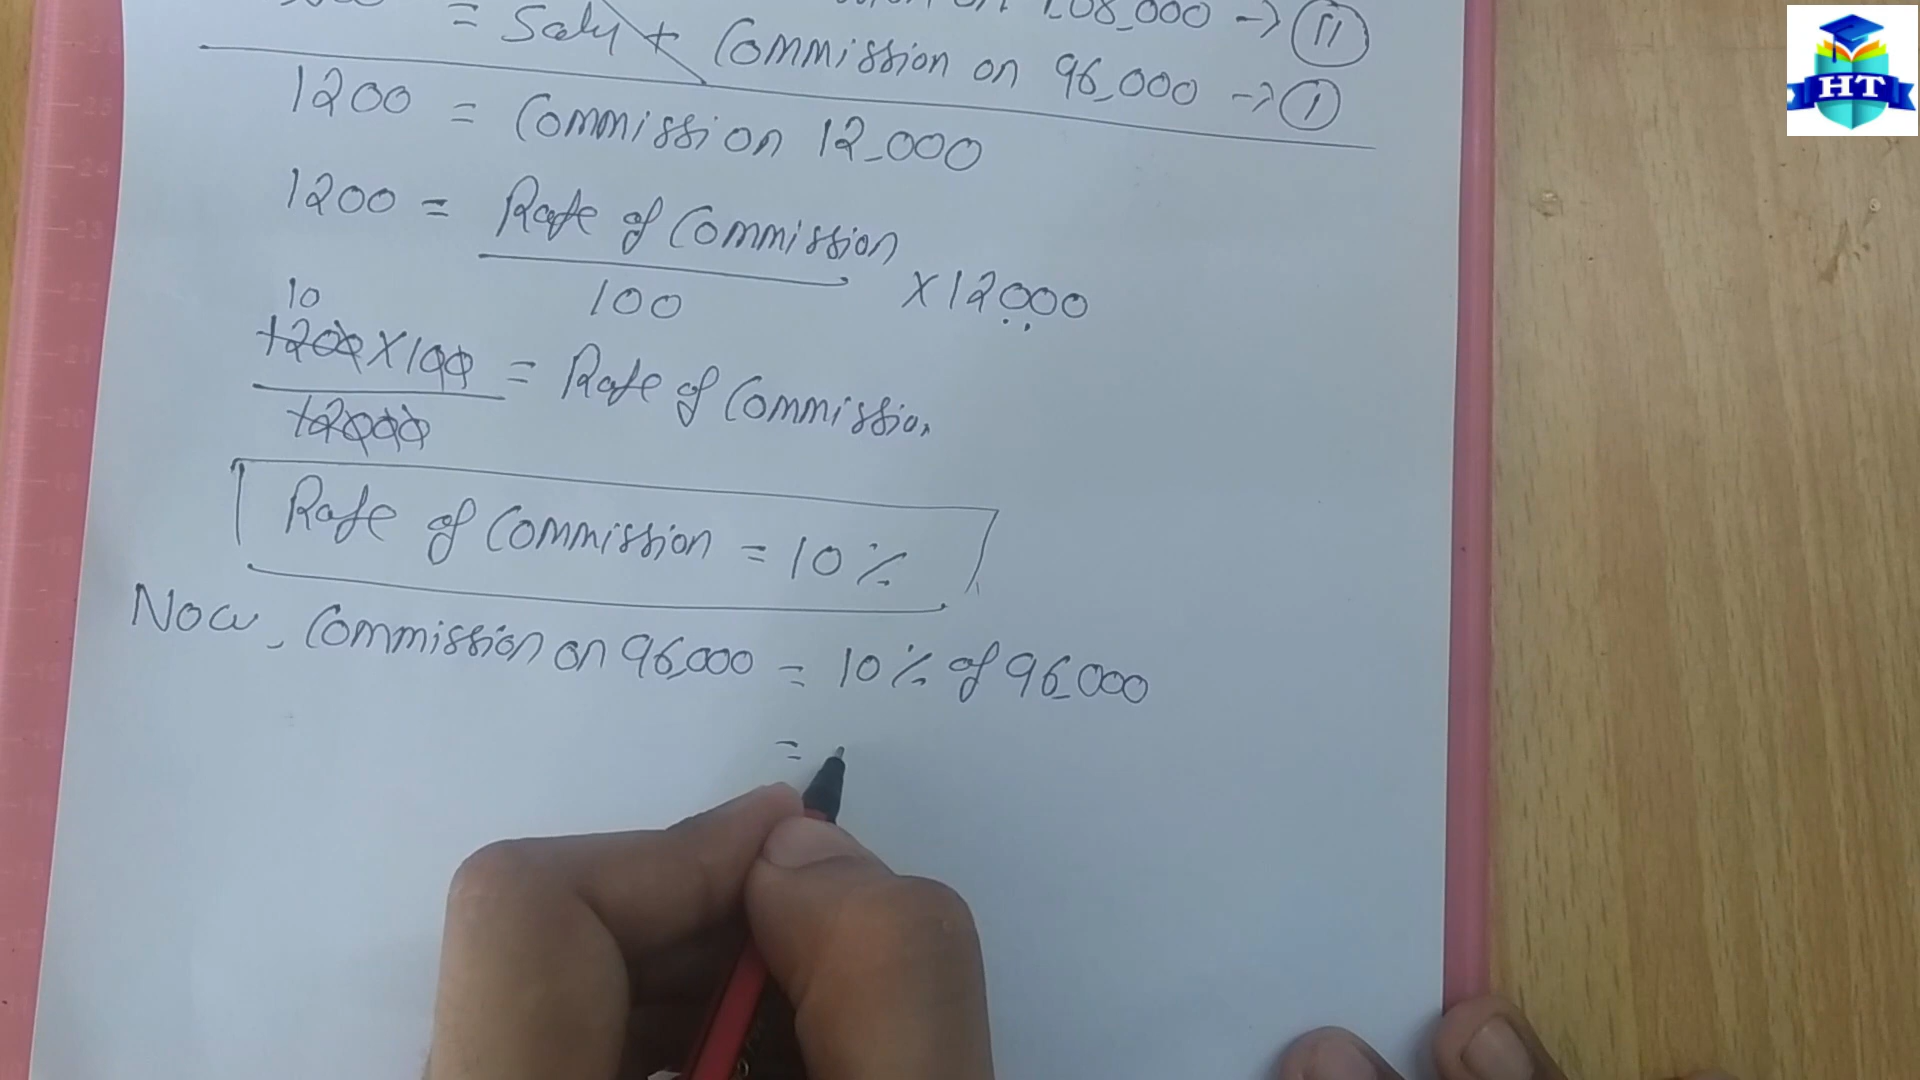 1,08,000 → (II)
= Salary + Commission on 96,000 → (I)
1200 = Commission 12,000
1200 = Rate of Commission
100
×12000
10
1200×100
= Rate of Commission
12000
Rate of Commission = 10%
Now, Commission on 96,000 = 10% of 96,000
=
HT